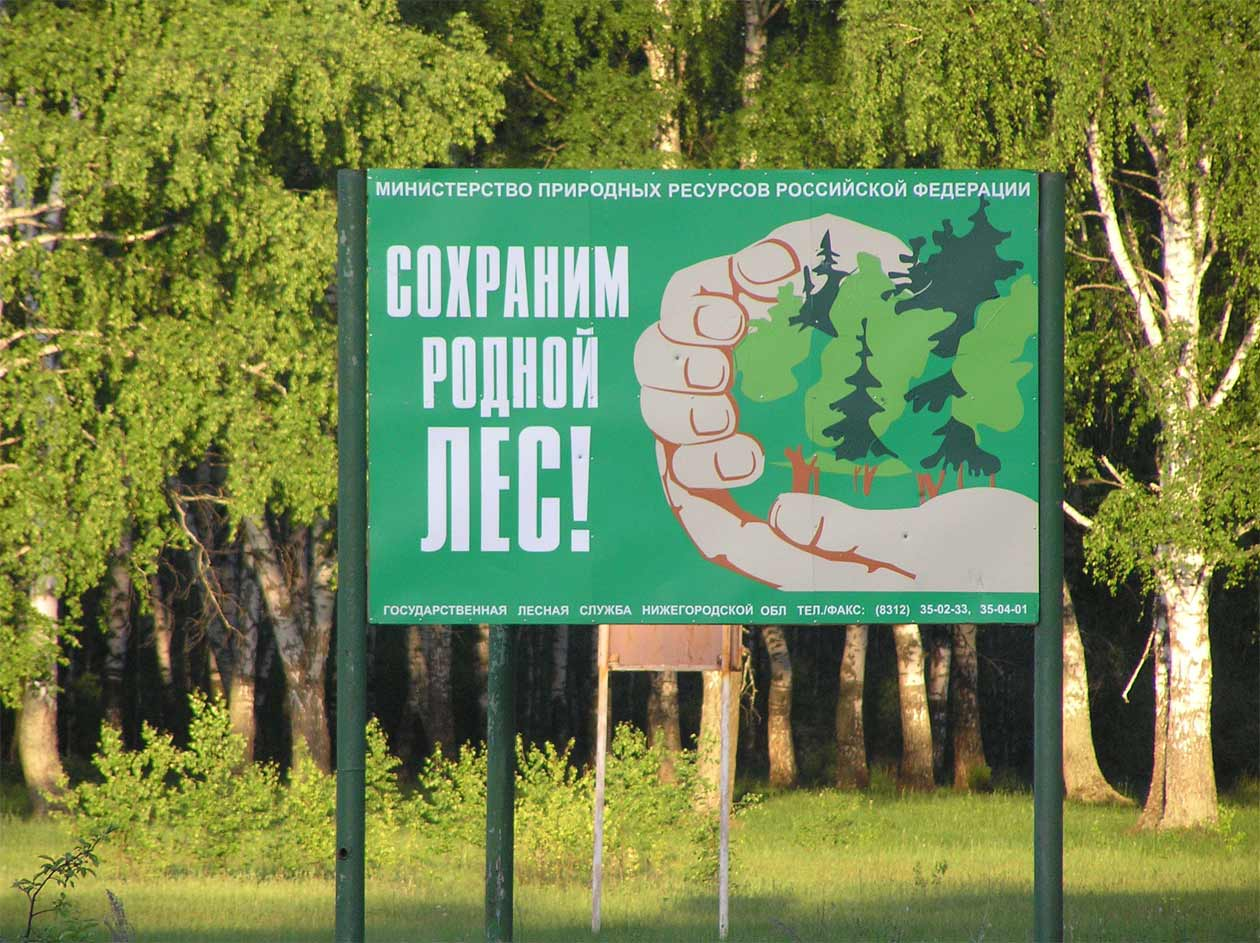 МИНИСТЕРСТВО ПРИРОДНЫХ РЕСУРСОВ РОССИЙСКОЙ ФЕДЕРАЦИИ
СОХРАНИМ
РОДНОЙ
ЛЕС!
ГОСУДАРСТВЕННАЯ ЛЕСНАЯ СЛУЖБА НИЖЕГОРОДСКОЙ ОБЛ ТЕЛ./ФАКС: (8312) 35-02-33, 35-04-01